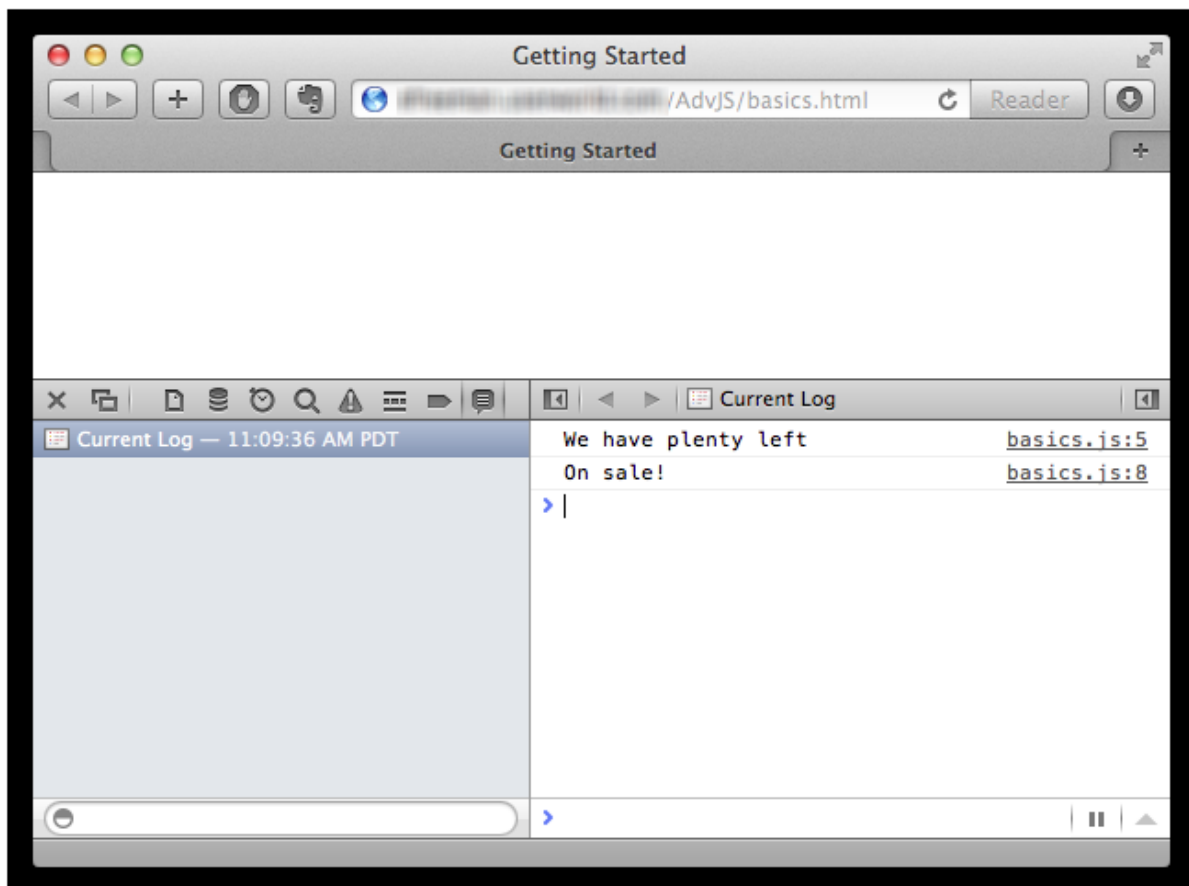 Getting Started
/AdvJS/basics.html
Reader
Getting Started
Current Log
Current Log — 11:09:36 AM PDT
We have plenty left basics.js:5
On sale! basics.js:8